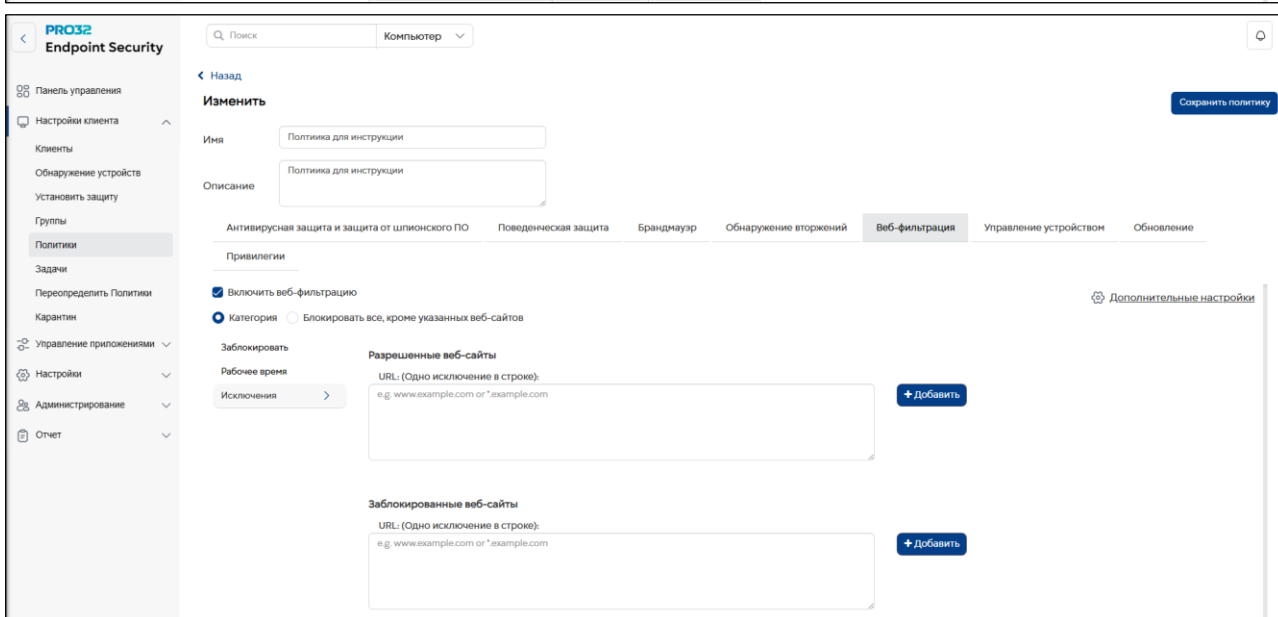 PRO32
Endpoint Security
Поиск
Компьютер
Назад
Панель управления
Изменить
Сохранить политику
Настройки клиента
Имя
Полтиика для инструкции
Клиенты
Обнаружение устройств
Описание
Полтиика для инструкции
Установить защиту
Группы
Антивирусная защита и защита от шпионского ПО Поведенческая защита Брандмауэр Обнаружение вторжений Веб-фильтрация Управление устройством Обновление
Политики
Привилегии
Задачи
Переопределить Политики
Включить веб-фильтрацию
Дополнительные настройки
Карантин
Категория Блокировать все, кроме указанных веб-сайтов
Управление приложениями
Заблокировать
Разрешенные веб-сайты
Настройки
Рабочее время
URL: (Одно исключение в строке):
Исключения
e.g. www.example.com or *.example.com
+ Добавить
Администрирование
Отчет
Заблокированные веб-сайты
URL: (Одно исключение в строке):
e.g. www.example.com or *.example.com
+ Добавить